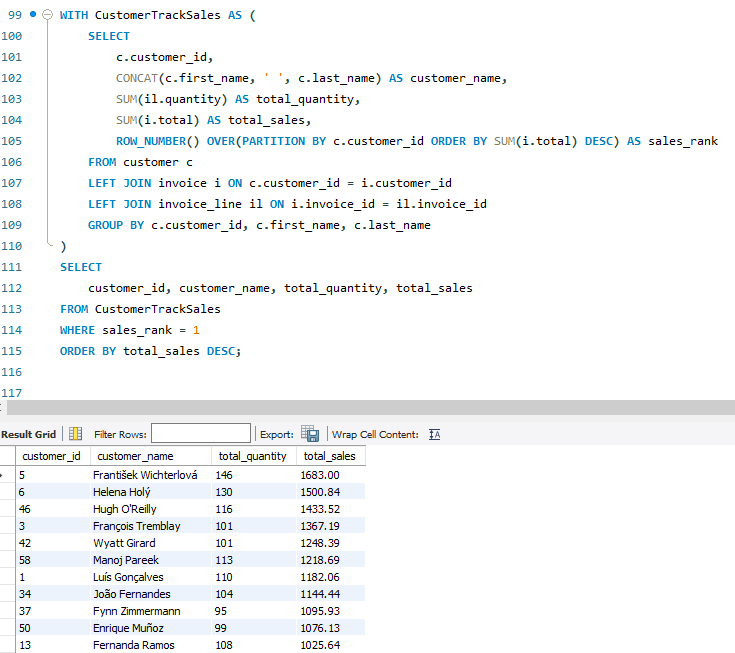 99 WITH CustomerTrackSales AS (
100 SELECT
101 c.customer_id,
102 CONCAT(c.first_name, ' ', c.last_name) AS customer_name,
103 SUM(il.quantity) AS total_quantity,
104 SUM(i.total) AS total_sales,
105 ROW_NUMBER() OVER(PARTITION BY c.customer_id ORDER BY SUM(i.total) DESC) AS sales_rank
106 FROM customer c
107 LEFT JOIN invoice i ON c.customer_id = i.customer_id
108 LEFT JOIN invoice_line il ON i.invoice_id = il.invoice_id
109 GROUP BY c.customer_id, c.first_name, c.last_name
110 )
111 SELECT
112 customer_id, customer_name, total_quantity, total_sales
113 FROM CustomerTrackSales
114 WHERE sales_rank = 1
115 ORDER BY total_sales DESC;
116
117
Result Grid Filter Rows: Export: Wrap Cell Content: IA
customer_id customer_name total_quantity total_sales
5 František Wichterlová 146 1683.00
6 Helena Holý 130 1500.84
46 Hugh O'Reilly 116 1433.52
3 François Tremblay 101 1367.19
42 Wyatt Girard 101 1248.39
58 Manoj Pareek 113 1218.69
1 Luís Gonçalves 110 1182.06
34 João Fernandes 104 1144.44
37 Fynn Zimmermann 95 1095.93
50 Enrique Muñoz 99 1076.13
13 Fernanda Ramos 108 1025.64